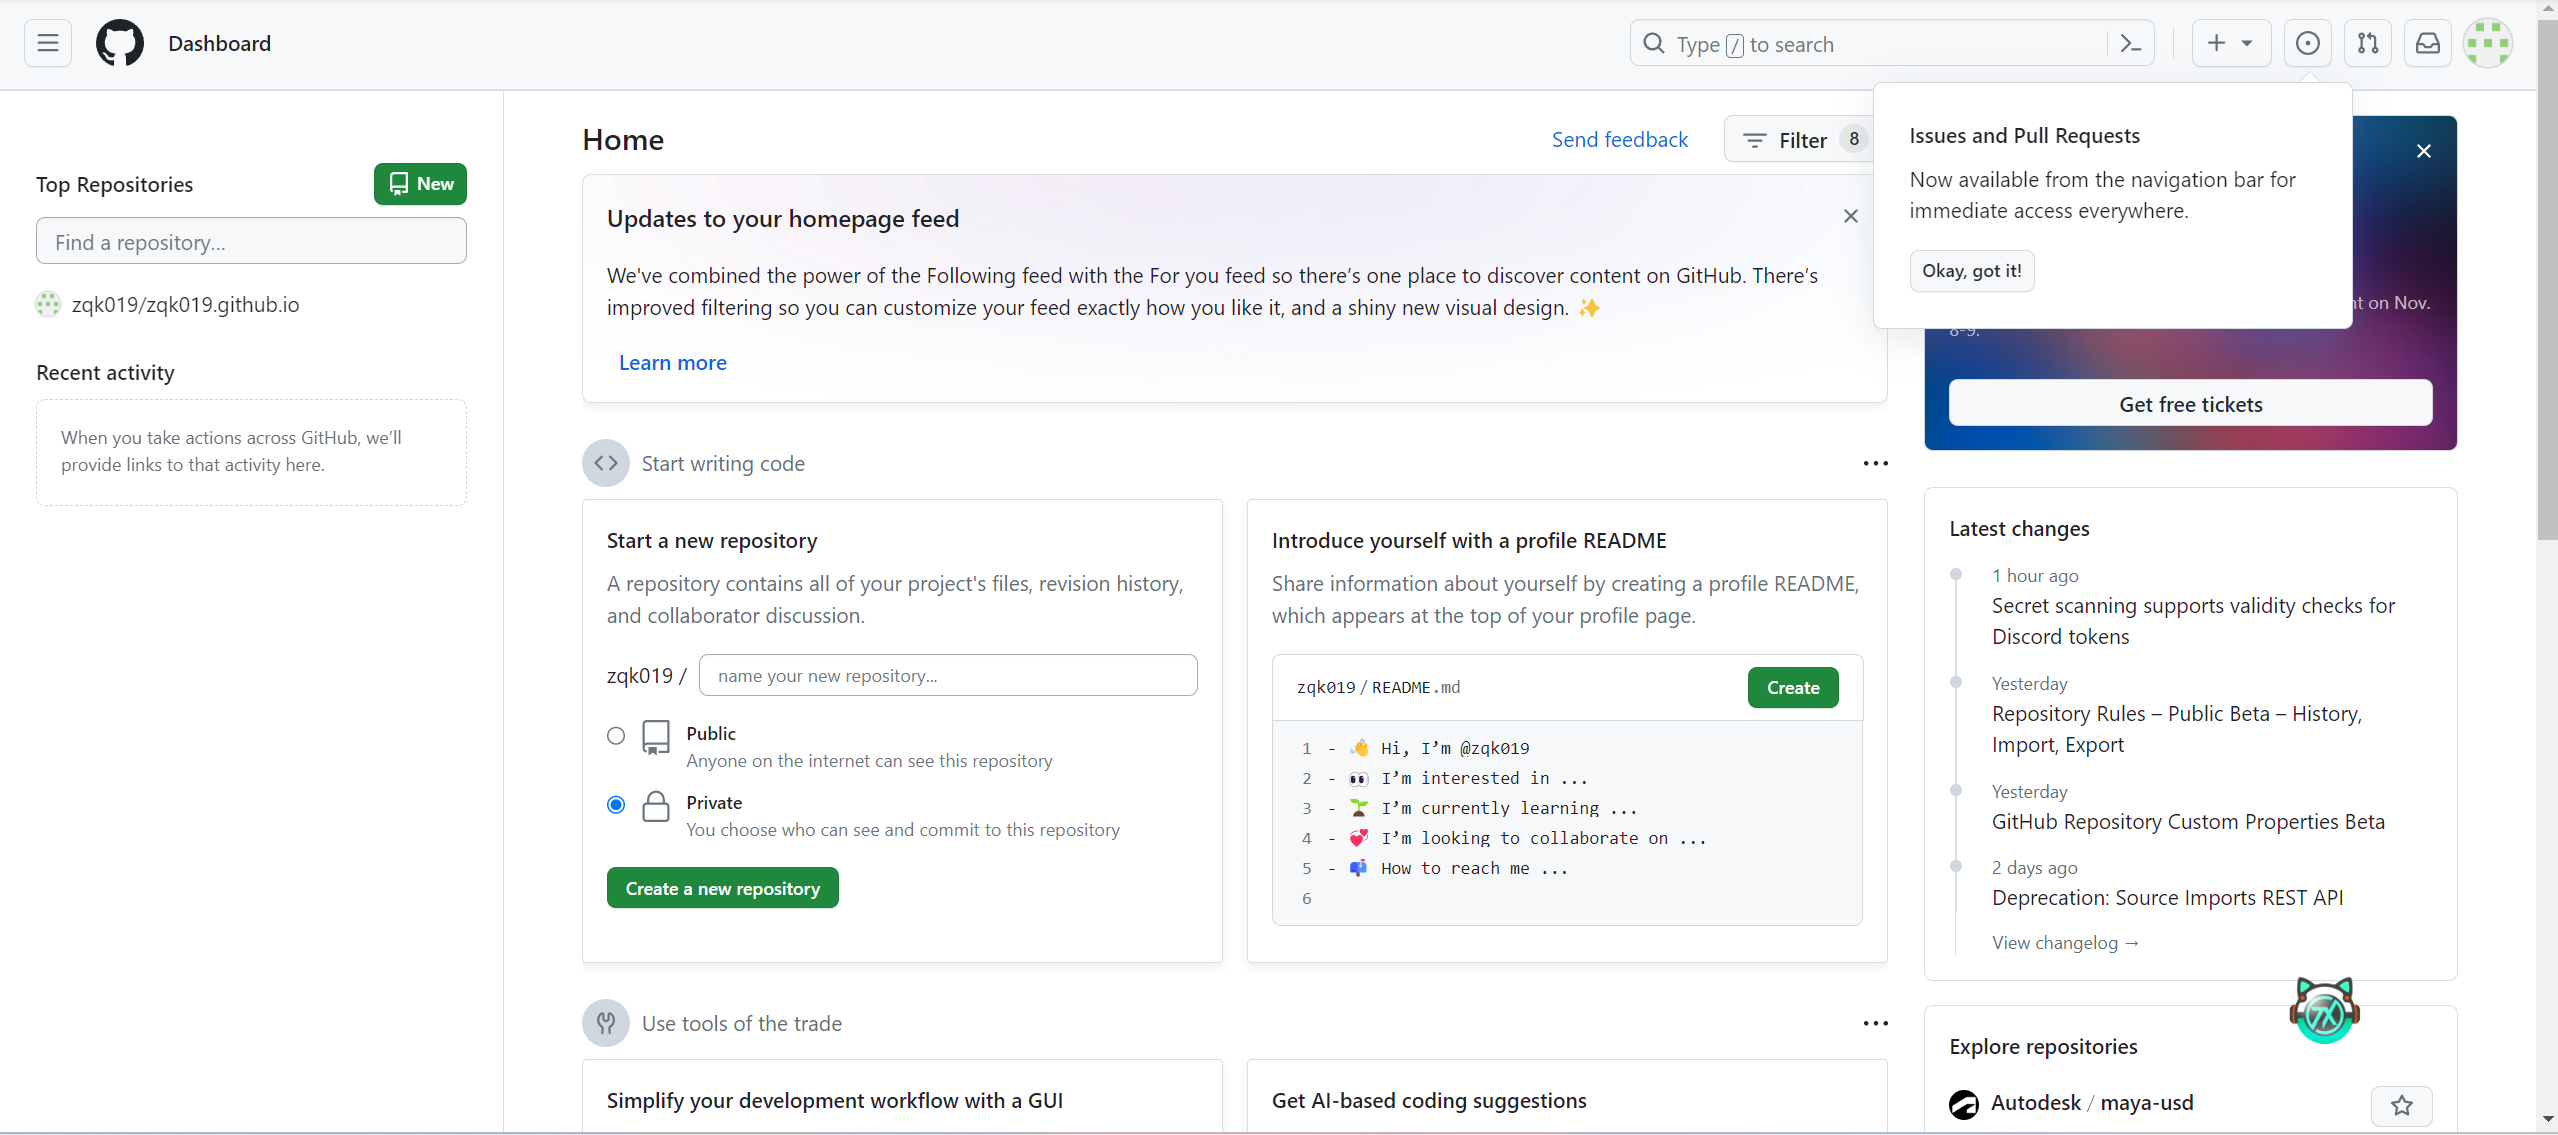 Dashboard
Type / to search
Top Repositories
New
Find a repository...
zqk019/zqk019.github.io
Recent activity
When you take actions across GitHub, we’ll
provide links to that activity here.
Home
Send feedback
Filter 8
Updates to your homepage feed
We've combined the power of the Following feed with the For you feed so there’s one place to discover content on GitHub. There’s
improved filtering so you can customize your feed exactly how you like it, and a shiny new visual design. ✨
Learn more
Start writing code
Start a new repository
A repository contains all of your project's files, revision history,
and collaborator discussion.
zqk019 /
name your new repository...
Public
Anyone on the internet can see this repository
Private
You choose who can see and commit to this repository
Create a new repository
Introduce yourself with a profile README
Share information about yourself by creating a profile README,
which appears at the top of your profile page.
zqk019 / README.md
Create
1 - 👋 Hi, I’m @zqk019
2 - 👀 I’m interested in ...
3 - 🌱 I’m currently learning ...
4 - 💞️ I’m looking to collaborate on ...
5 - 📫 How to reach me ...
6
Use tools of the trade
Simplify your development workflow with a GUI
Get AI-based coding suggestions
Issues and Pull Requests
Now available from the navigation bar for
immediate access everywhere.
Okay, got it!
on Nov.
8-9.
Get free tickets
Latest changes
1 hour ago
Secret scanning supports validity checks for
Discord tokens
Yesterday
Repository Rules – Public Beta – History,
Import, Export
Yesterday
GitHub Repository Custom Properties Beta
2 days ago
Deprecation: Source Imports REST API
View changelog →
Explore repositories
Autodesk / maya-usd